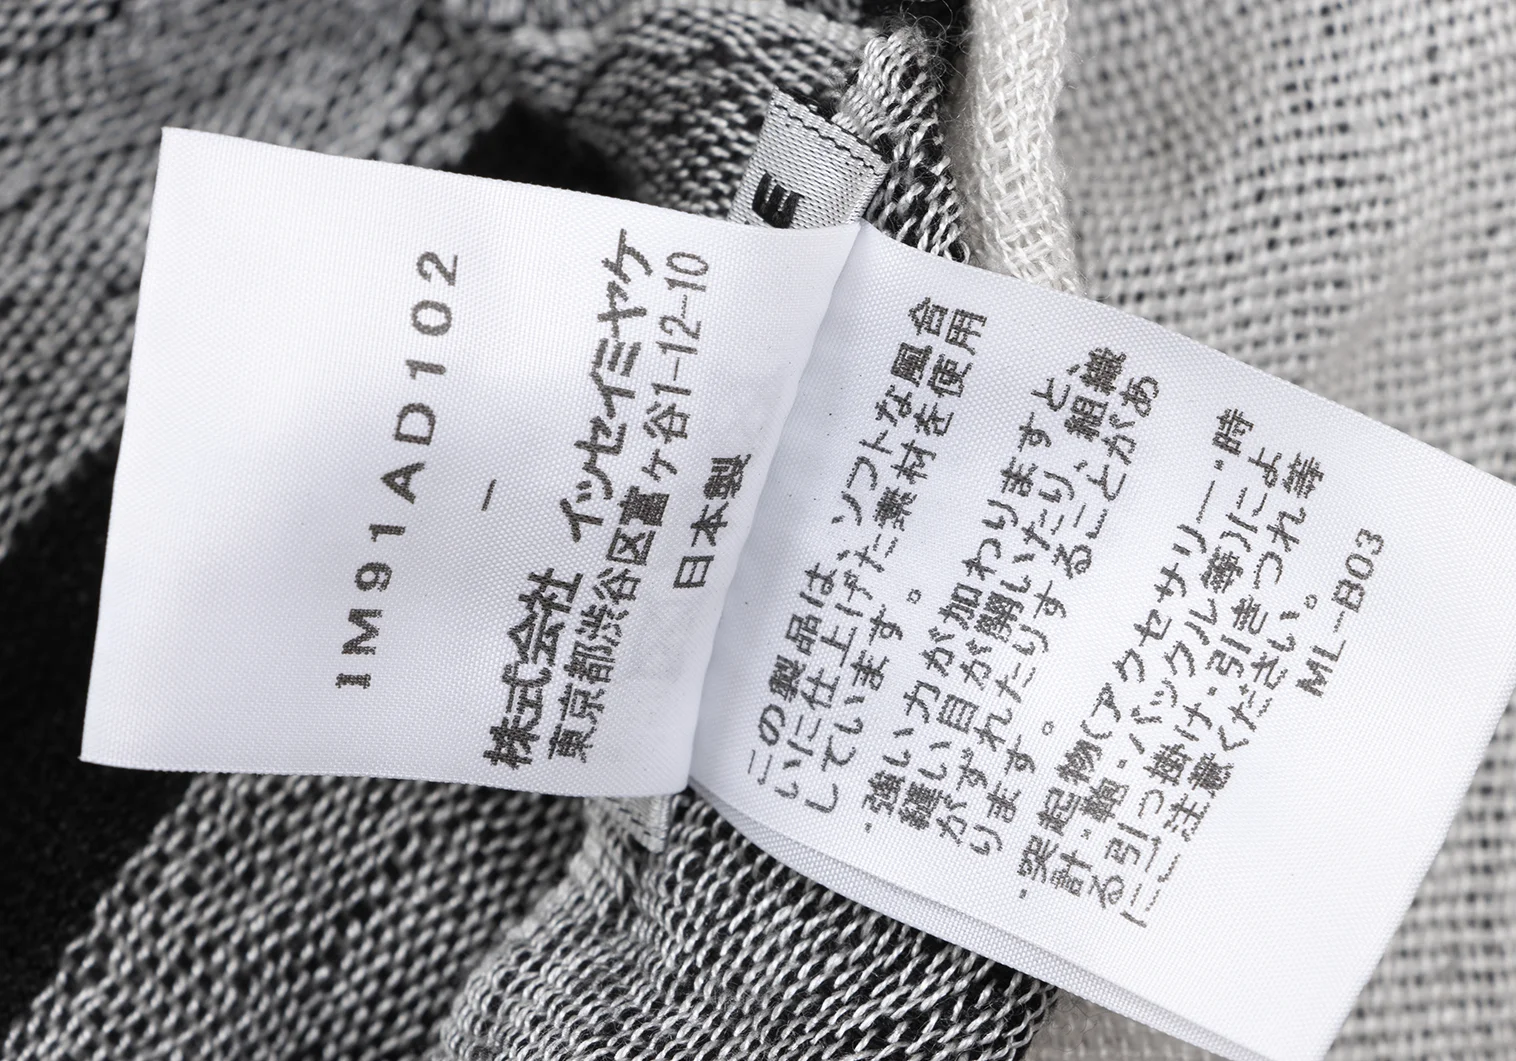 E
IM91AD102
-
株式会社 イッセイミヤケ
東京都渋谷区富ヶ谷1-12-10
日本製
この製品は、ソフトな風合
いに仕上げた素材を使用
しています。
・強い力が加わりますと、織
縫い目が開いたり、組織
がずれたりすることがあ
ります。
・突起物(アクセサリー・時
計・鞄・バックル等)によ
る引っ掛け・引きつれ等
にご注意ください。
ML-B03